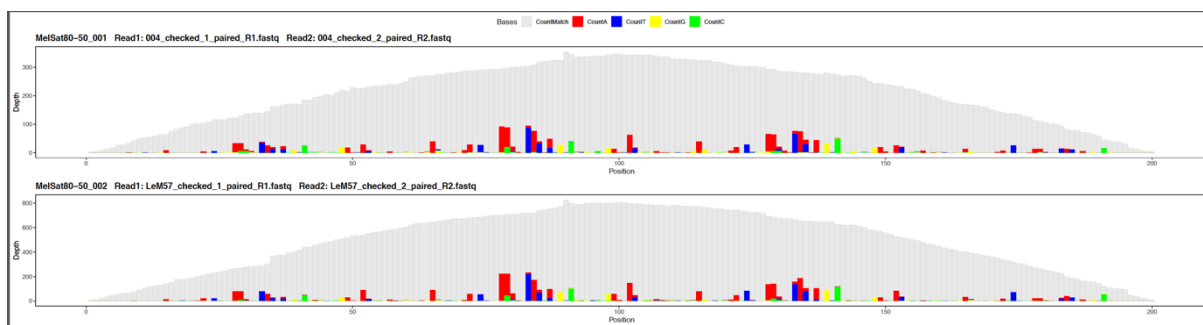 Bases CountMatch CountA CountT CountG CountC
MelSat80-50_001 Read1: 004_checked_1_paired_R1.fastq Read2: 004_checked_2_paired_R2.fastq
Depth
300
200
100
0
0 50 100 150 200
Position
MelSat80-50_002 Read1: LeM57_checked_1_paired_R1.fastq Read2: LeM57_checked_2_paired_R2.fastq
Depth
800
600
400
200
0
0 50 100 150 200
Position